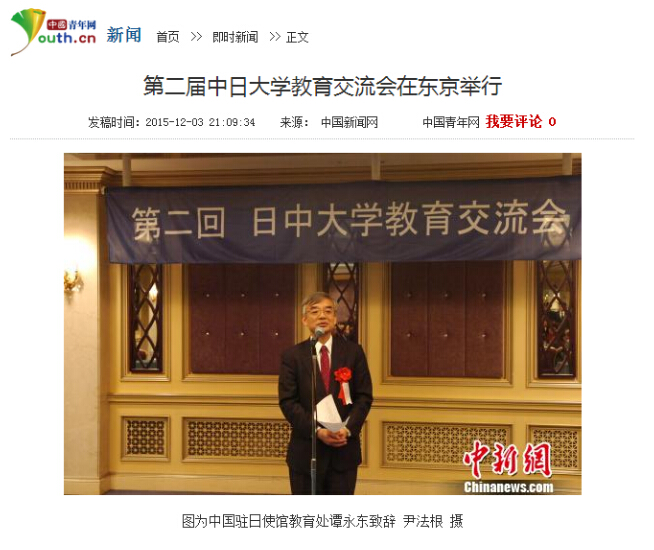 中國青年网
Youth.cn
新闻 首页 >> 即时新闻 >> 正文
第二届中日大学教育交流会在东京举行
发稿时间：2015-12-03 21:09:34 来源： 中国新闻网 中国青年网 我要评论 0
第二回 日中大学教育交流会
中新網
Chinanews.com
图为中国驻日使馆教育处谭永东致辞 尹法根 摄